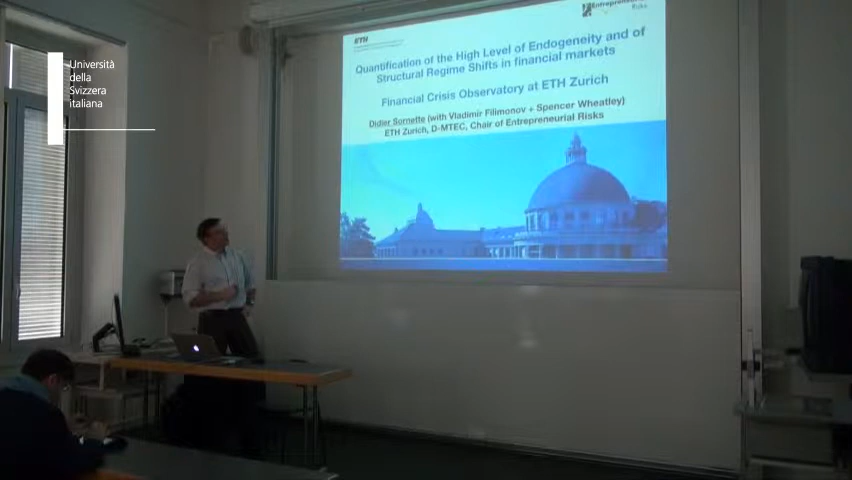 Università
della
Svizzera
italiana
ETH
Entrepreneurial
Risks
Quantification of the High Level of Endogeneity and of
Structural Regime Shifts in financial markets
Financial Crisis Observatory at ETH Zurich
Didier Sornette (with Vladimir Filimonov + Spencer Wheatley)
ETH Zurich, D-MTEC, Chair of Entrepreneurial Risks